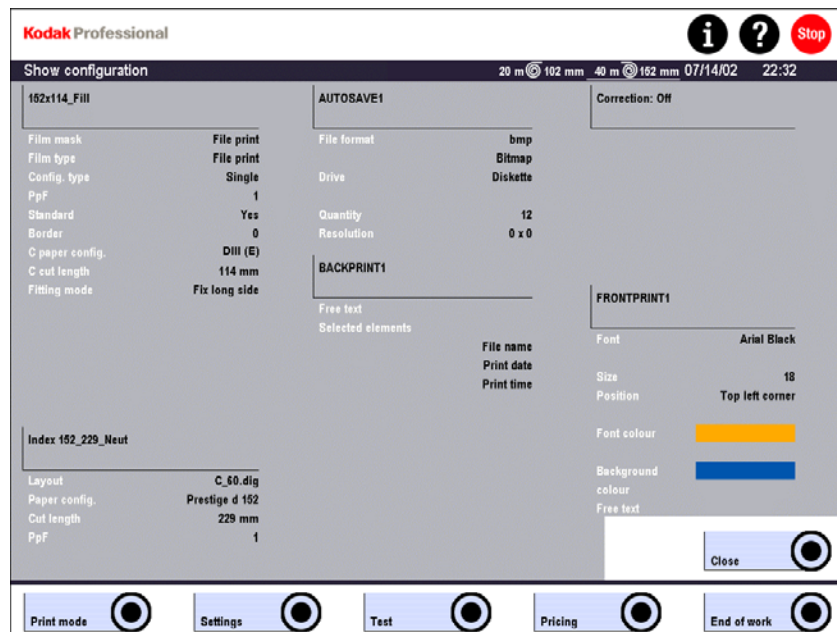 Kodak Professional
i ? Stop
Show configuration 20 m 102 mm 40 m 152 mm 07/14/02 22:32
152x114_Fill
Film mask File print
Film type File print
Config. type Single
PpF 1
Standard Yes
Border 0
C paper config. DIII (E)
C cut length 114 mm
Fitting mode Fix long side
Index 152_229_Neut
Layout C_60.dig
Paper config. Prestige d 152
Cut length 229 mm
PpF 1
AUTOSAVE1
File format bmp
Bitmap
Drive Diskette
Quantity 12
Resolution 0 x 0
BACKPRINT1
Free text
Selected elements
File name
Print date
Print time
Correction: Off
FRONTPRINT1
Font Arial Black
Size 18
Position Top left corner
Font colour
Background
colour
Free text
Close
Print mode Settings Test Pricing End of work